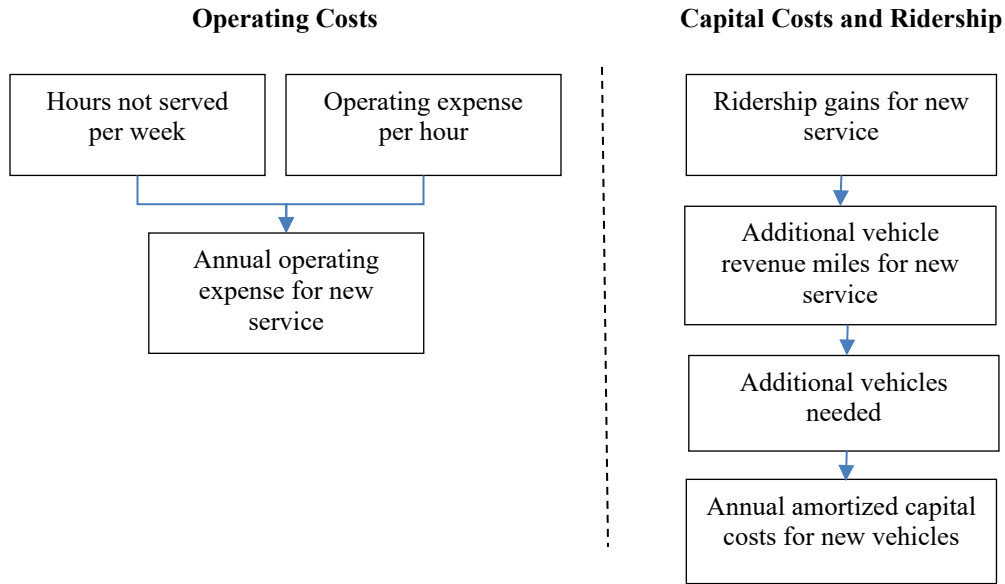 Operating Costs
Hours not served
per week
Operating expense
per hour
Annual operating
expense for new
service
Capital Costs and Ridership
Ridership gains for new
service
Additional vehicle
revenue miles for new
service
Additional vehicles
needed
Annual amortized capital
costs for new vehicles